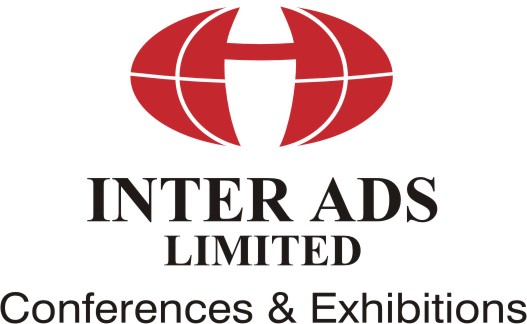 INTER ADS
LIMITED
Conferences & Exhibitions